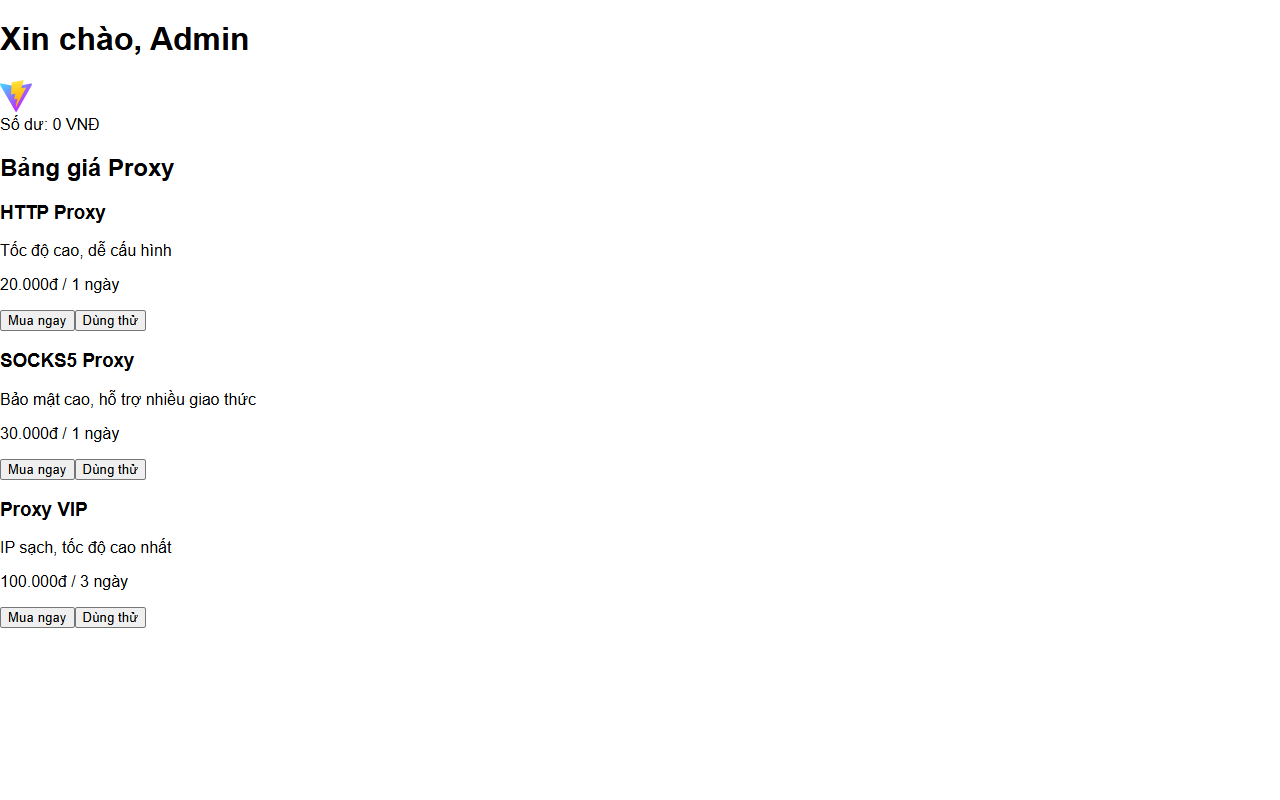 Xin chào, Admin
Số dư: 0 VNĐ
Bảng giá Proxy
HTTP Proxy
Tốc độ cao, dễ cấu hình
20.000đ / 1 ngày
Mua ngay Dùng thử
SOCKS5 Proxy
Bảo mật cao, hỗ trợ nhiều giao thức
30.000đ / 1 ngày
Mua ngay Dùng thử
Proxy VIP
IP sạch, tốc độ cao nhất
100.000đ / 3 ngày
Mua ngay Dùng thử